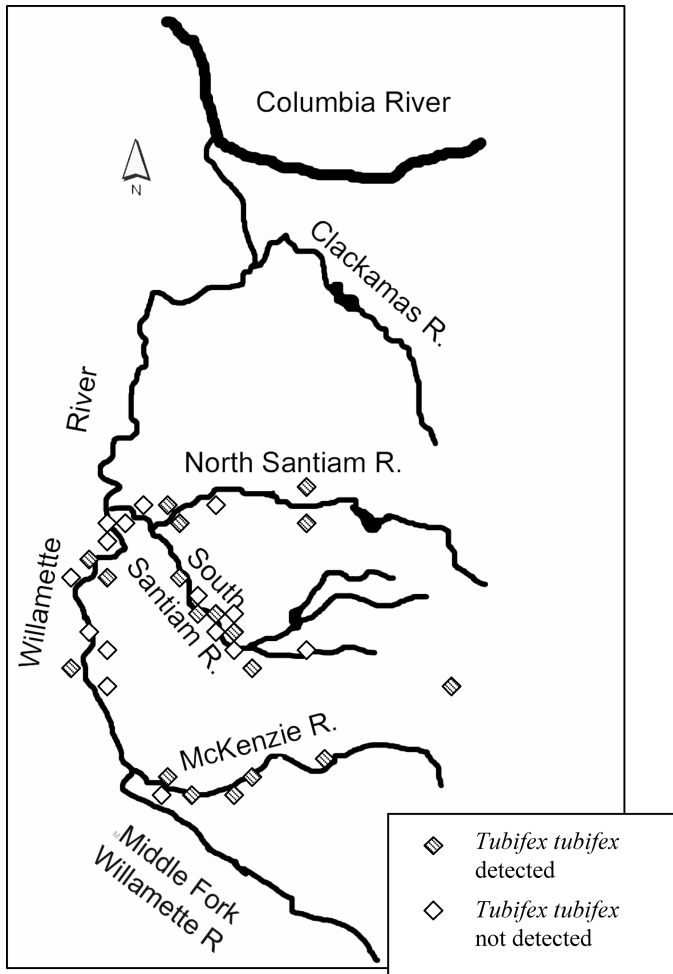 Columbia River
N
Clackamas R.
River
North Santiam R.
Willamette
South
Santiam R.
McKenzie R.
Middle Fork
Willamette R
Tubifex tubifex
detected
Tubifex tubifex
not detected